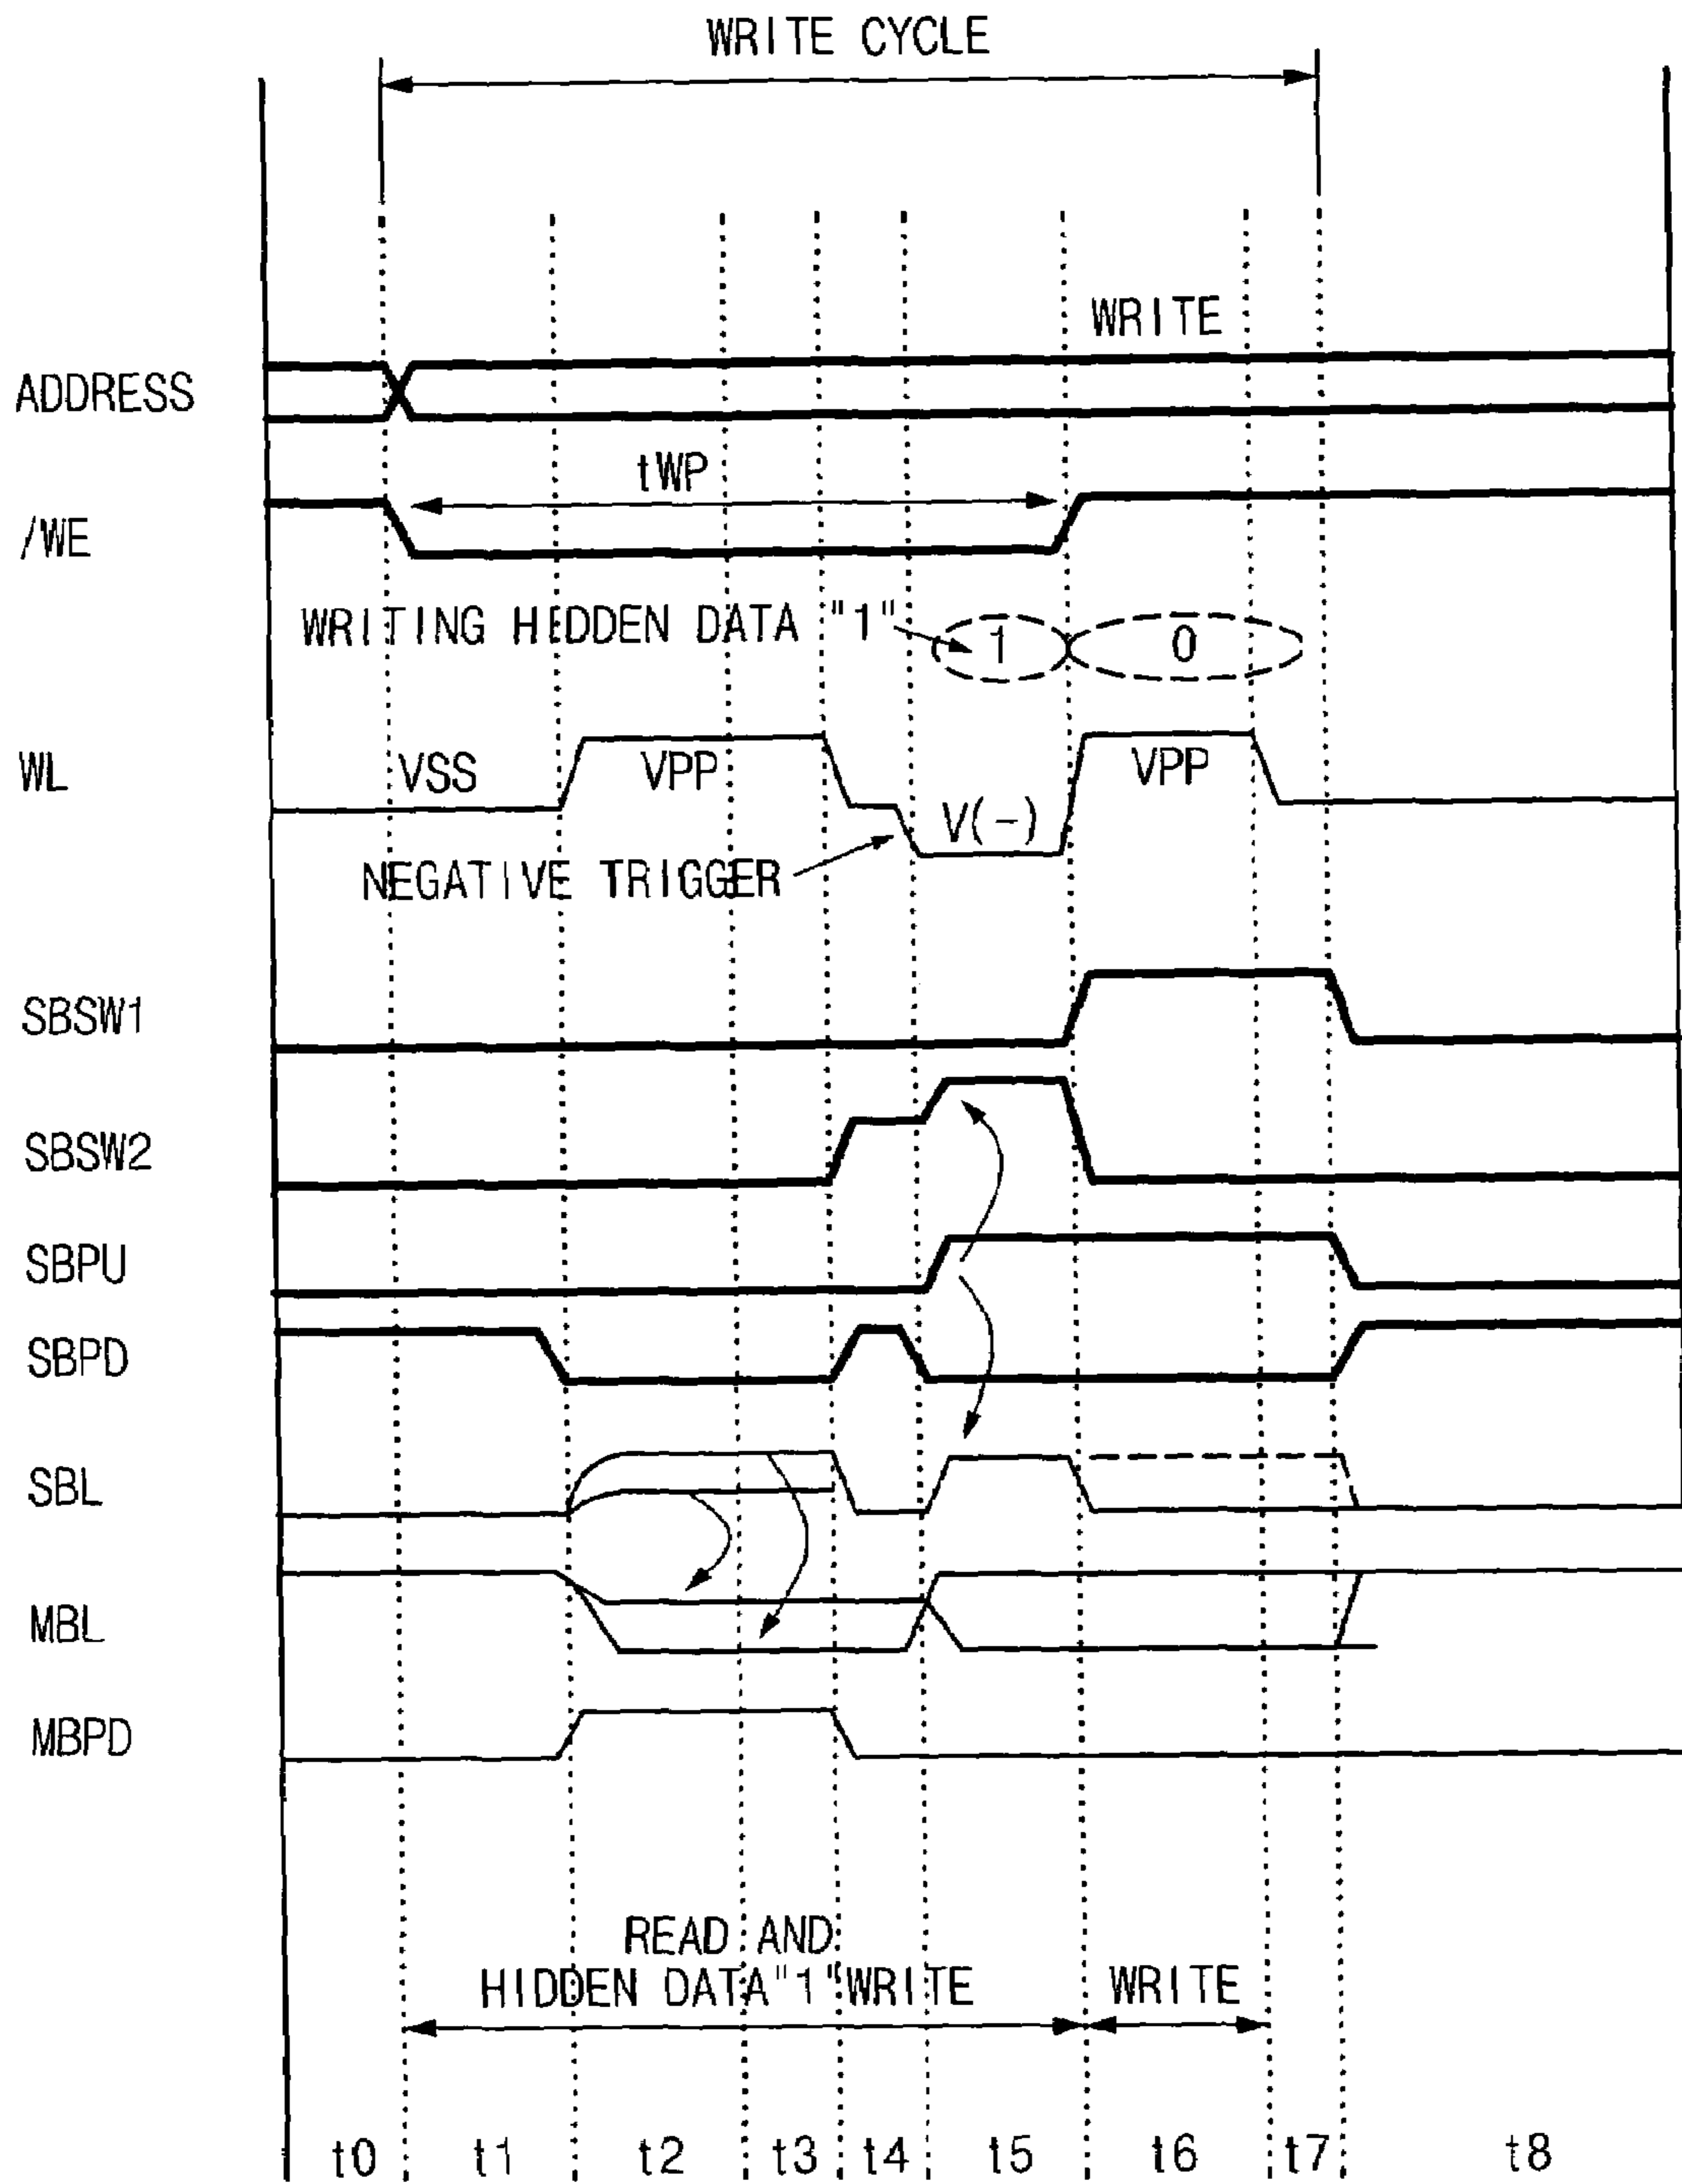 WRITE CYCLE
WRITE
ADDRESS
tWP
/WE
WRITING HIDDEN DATA "1"
1
0
WL
VSS
VPP
V(-)
VPP
NEGATIVE TRIGGER
SBSW1
SBSW2
SBPU
SBPD
SBL
MBL
MBPD
READ AND
HIDDEN DATA"1"WRITE
WRITE
t0 t1 t2 t3 t4 t5 t6 t7 t8